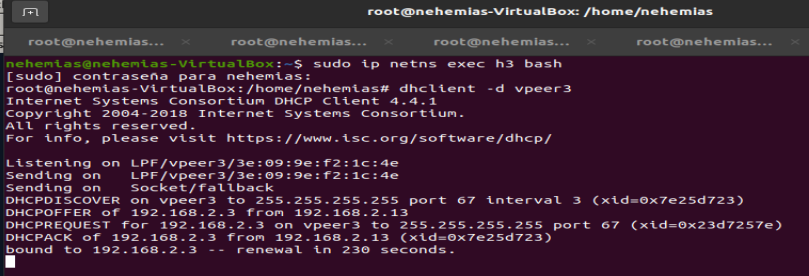 root@nehemias-VirtualBox: /home/nehemias
root@nehemias... × root@nehemias... × root@nehemias... × root@nehemias... ×
nehemias@nehemias-VirtualBox:~$ sudo ip netns exec h3 bash
[sudo] contraseña para nehemias:
root@nehemias-VirtualBox:/home/nehemias# dhclient -d vpeer3
Internet Systems Consortium DHCP Client 4.4.1
Copyright 2004-2018 Internet Systems Consortium.
All rights reserved.
For info, please visit https://www.isc.org/software/dhcp/
Listening on LPF/vpeer3/3e:09:9e:f2:1c:4e
Sending on   LPF/vpeer3/3e:09:9e:f2:1c:4e
Sending on   Socket/fallback
DHCPDISCOVER on vpeer3 to 255.255.255.255 port 67 interval 3 (xid=0x7e25d723)
DHCPOFFER of 192.168.2.3 from 192.168.2.13
DHCPREQUEST for 192.168.2.3 on vpeer3 to 255.255.255.255 port 67 (xid=0x23d7257e)
DHCPACK of 192.168.2.3 from 192.168.2.13 (xid=0x7e25d723)
bound to 192.168.2.3 -- renewal in 230 seconds.